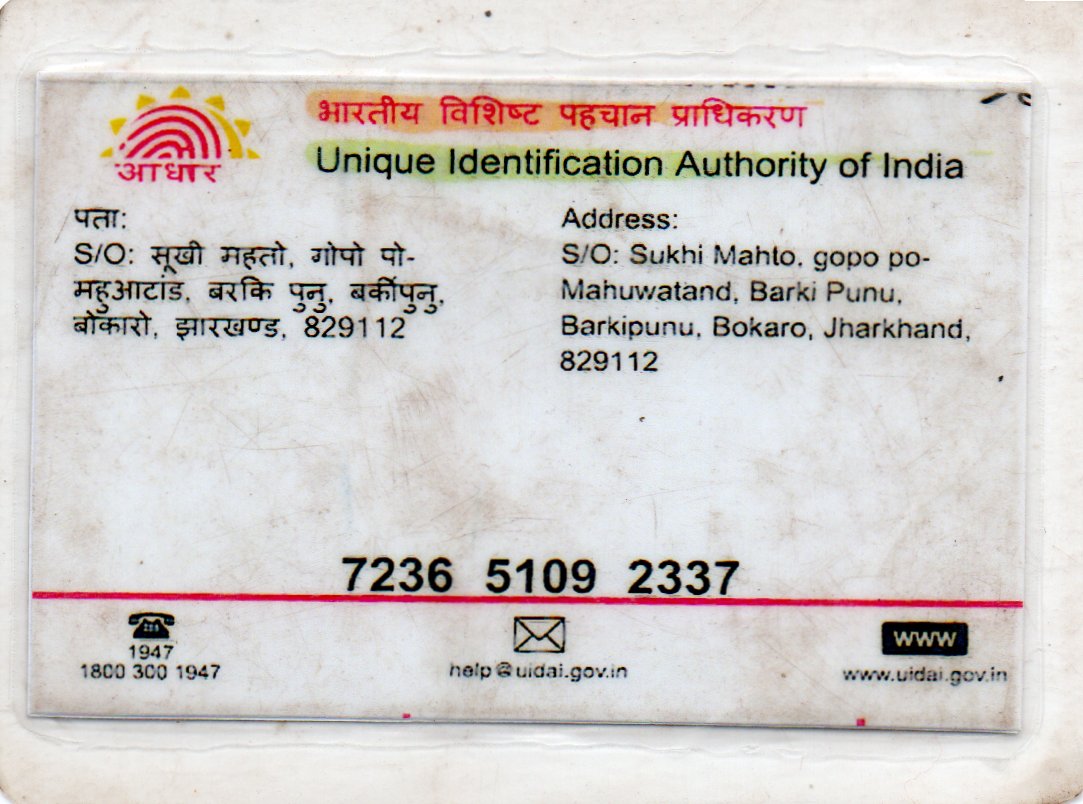 भारतीय विशिष्ट पहचान प्राधिकरण
आधार
Unique Identification Authority of India
पता:
S/O: सूखी महतो, गोपो पो-
महुआटांड, बरकि पुनु, बर्कीपुनु,
बोकारो, झारखण्ड, 829112
Address:
S/O: Sukhi Mahto, gopo po-
Mahuwatand, Barki Punu,
Barkipunu, Bokaro, Jharkhand,
829112
7236 5109 2337
1947
1800 300 1947
help@uidai.gov.in
www
www.uidai.gov.in